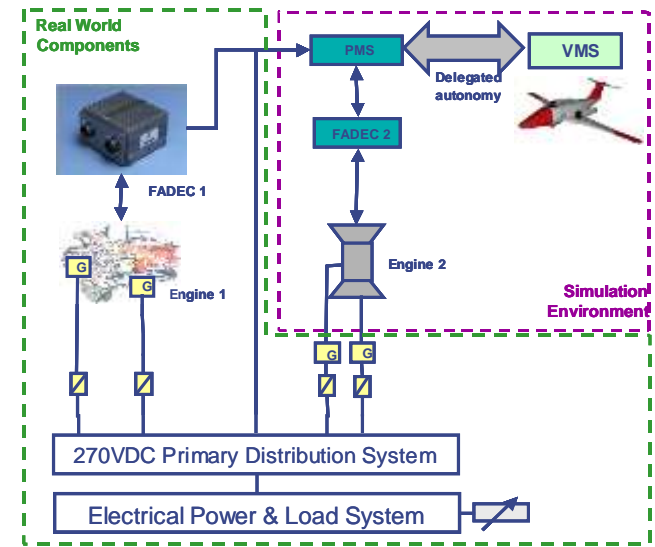 Real World
Components
PMS
VMS
Delegated
autonomy
FADEC 2
FADEC 1
G
G
Engine 1
Engine 2
Simulation
Environment
G
G
270VDC Primary Distribution System
Electrical Power & Load System